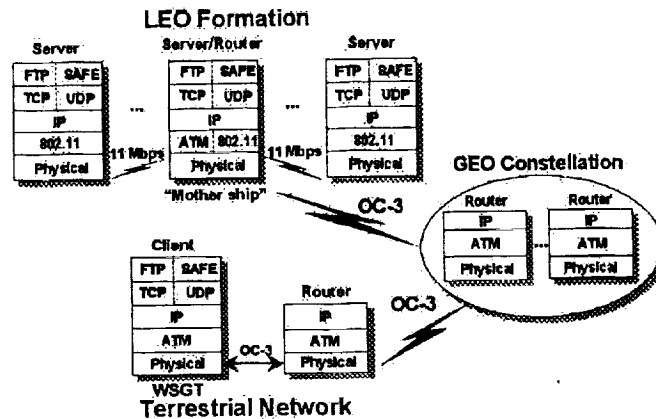 LEO Formation
Server
Server/Router
Server
FTP SAFE
TCP UDP
IP
802.11
Physical
...
11 Mbps
FTP SAFE
TCP UDP
IP
ATM 802.11
Physical
"Mother ship"
...
11 Mbps
FTP SAFE
TCP UDP
IP
802.11
Physical
GEO Constellation
OC-3
Router
IP
ATM
Physical
...
Router
IP
ATM
Physical
OC-3
Client
FTP SAFE
TCP UDP
IP
ATM
Physical
WSGT
OC-3
Router
IP
ATM
Physical
Terrestrial Network